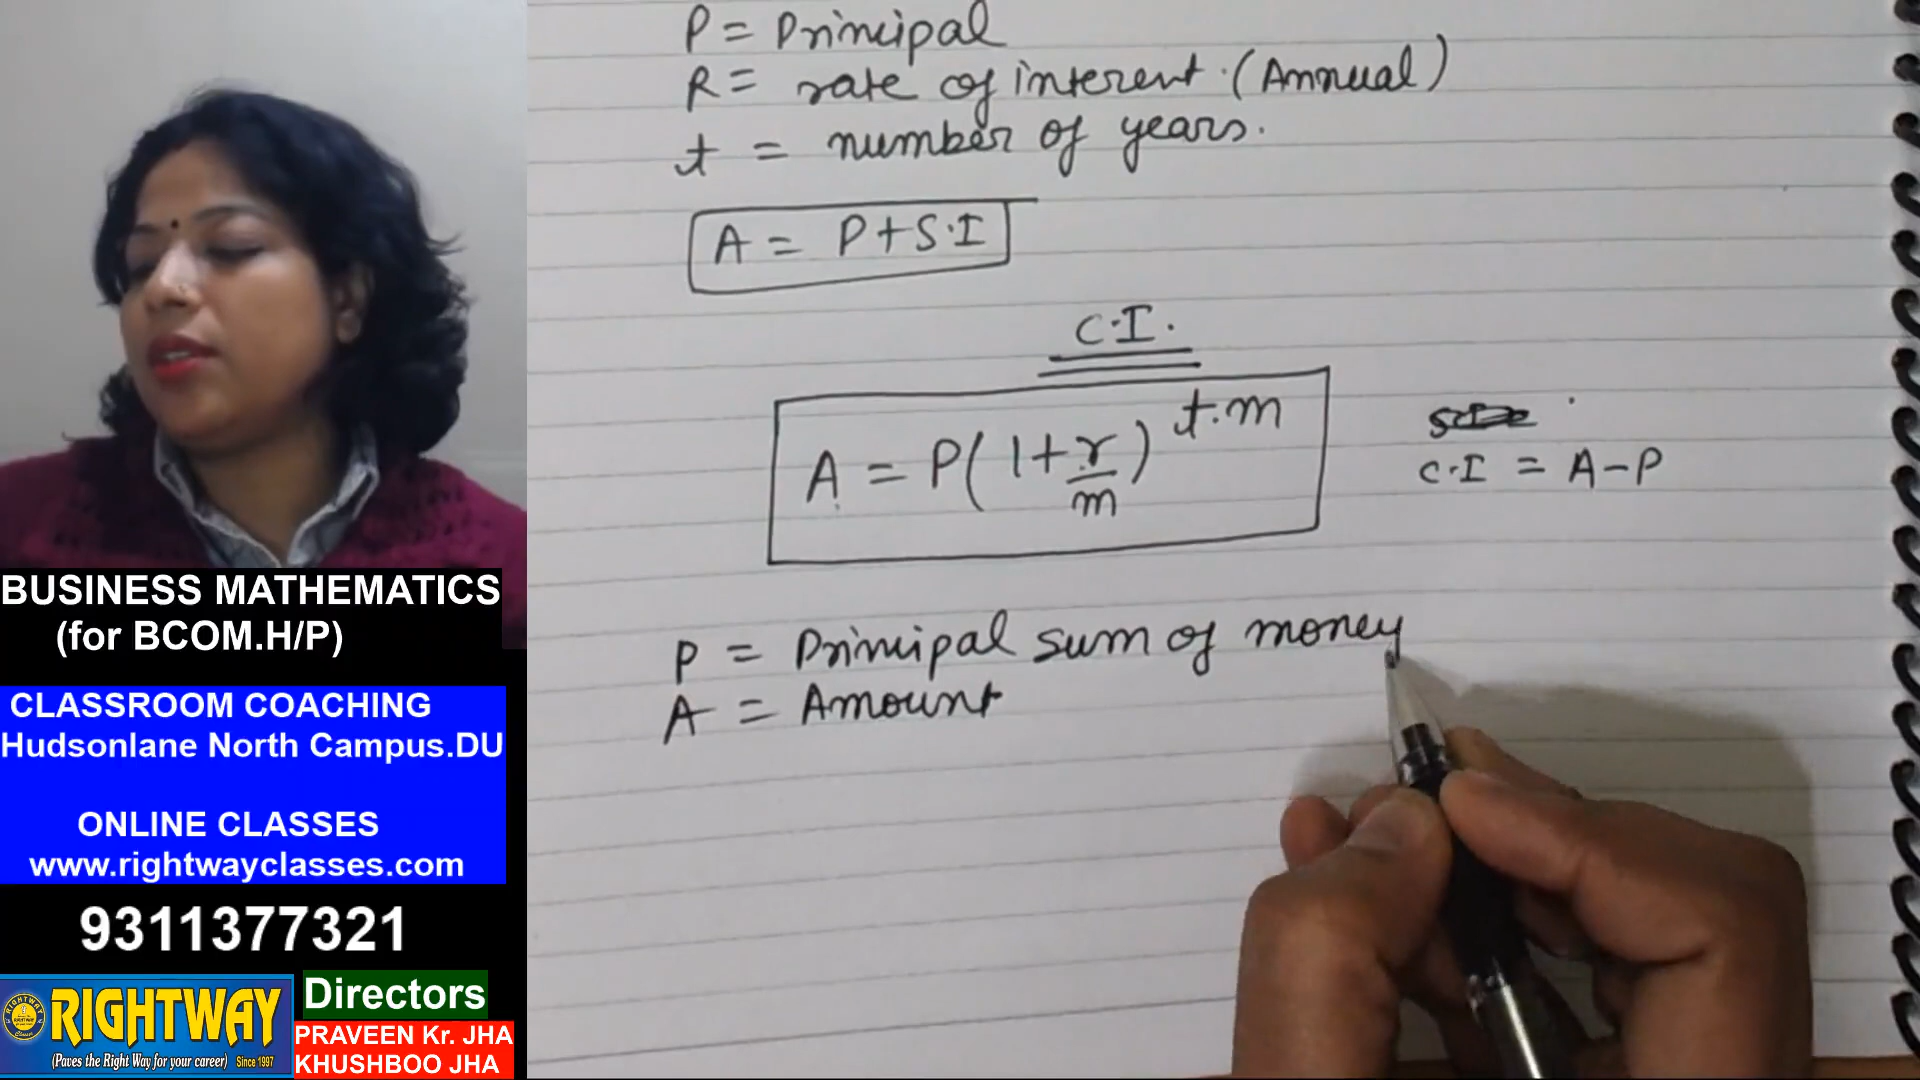 P = Principal
R = rate of interest. (Annual)
t = number of years.
A = P+S.I
C.I.
A = P(1+r/m)^t.m
C.I = A-P
P = Principal sum of money
A = Amount
BUSINESS MATHEMATICS
(for BCOM.H/P)
CLASSROOM COACHING
Hudsonlane North Campus.DU
ONLINE CLASSES
www.rightwayclasses.com
9311377321
RIGHTWAY
(Paves the Right Way for your career) Since 1997
Directors
PRAVEEN Kr. JHA
KHUSHBOO JHA